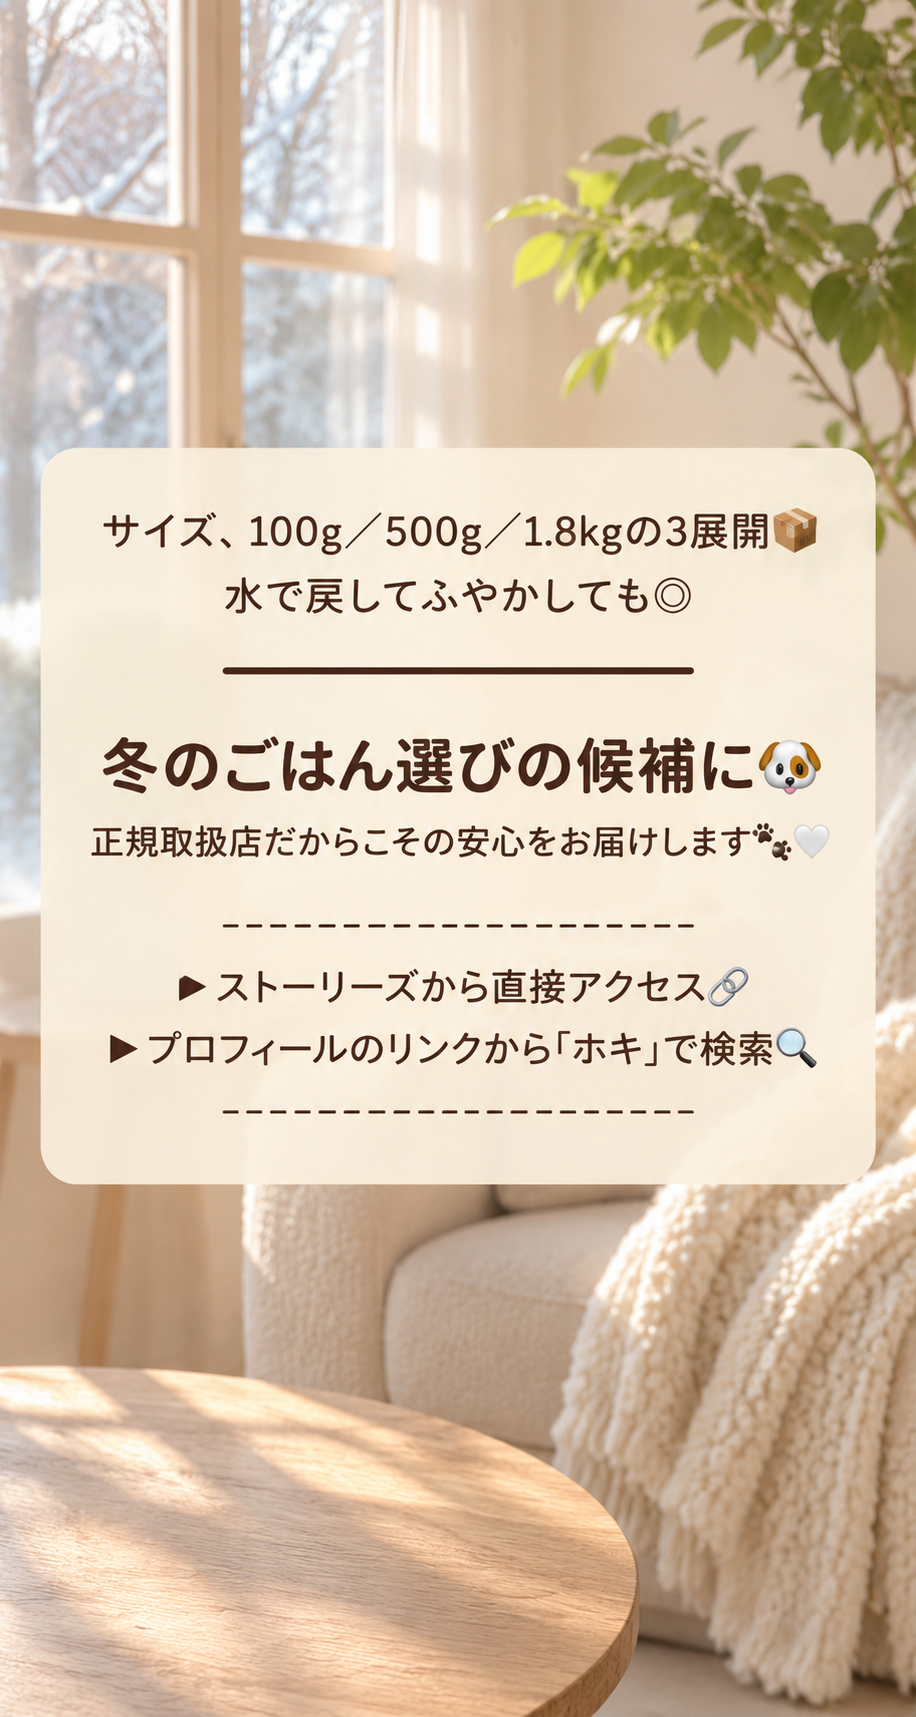 サイズ、100g／500g／1.8kgの3展開📦
水で戻してふやかしても◎
冬のごはん選びの候補に🐶
正規取扱店だからこその安心をお届けします🐾🤍
▶ストーリーズから直接アクセス🔗
▶プロフィールのリンクから「ホキ」で検索🔍